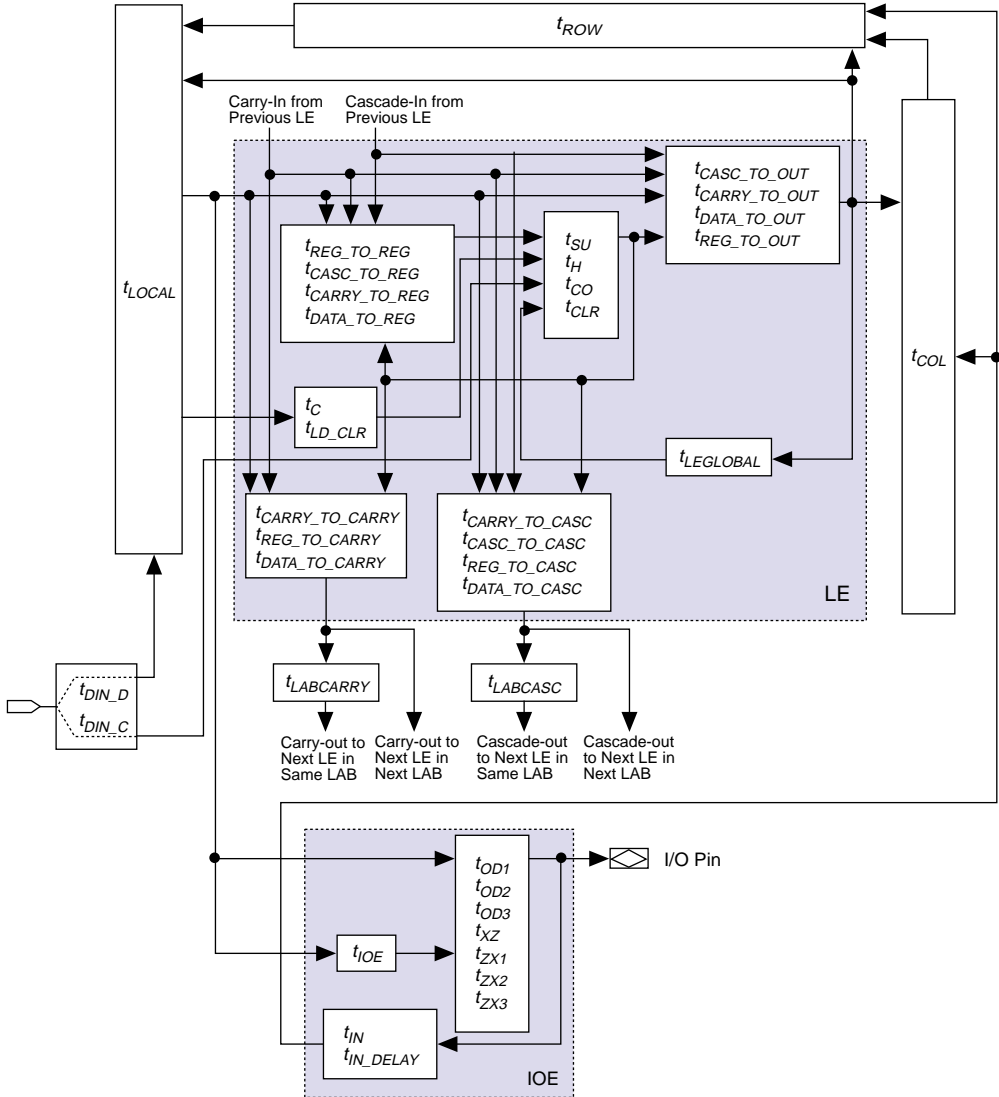 tROW
Carry-In from
Previous LE
Cascade-In from
Previous LE
tLOCAL
tREG_TO_REG
tCASC_TO_REG
tCARRY_TO_REG
tDATA_TO_REG
tSU
tH
tCO
tCLR
tCASC_TO_OUT
tCARRY_TO_OUT
tDATA_TO_OUT
tREG_TO_OUT
tCOL
tC
tLD_CLR
tLEGLOBAL
tCARRY_TO_CARRY
tREG_TO_CARRY
tDATA_TO_CARRY
tCARRY_TO_CASC
tCASC_TO_CASC
tREG_TO_CASC
tDATA_TO_CASC
LE
tDIN_D
tDIN_C
tLABCARRY
tLABCASC
Carry-out to
Next LE in
Same LAB
Carry-out to
Next LE in
Next LAB
Cascade-out
to Next LE in
Same LAB
Cascade-out
to Next LE in
Next LAB
tOD1
tOD2
tOD3
tXZ
tZX1
tZX2
tZX3
I/O Pin
tIOE
tIN
tIN_DELAY
IOE